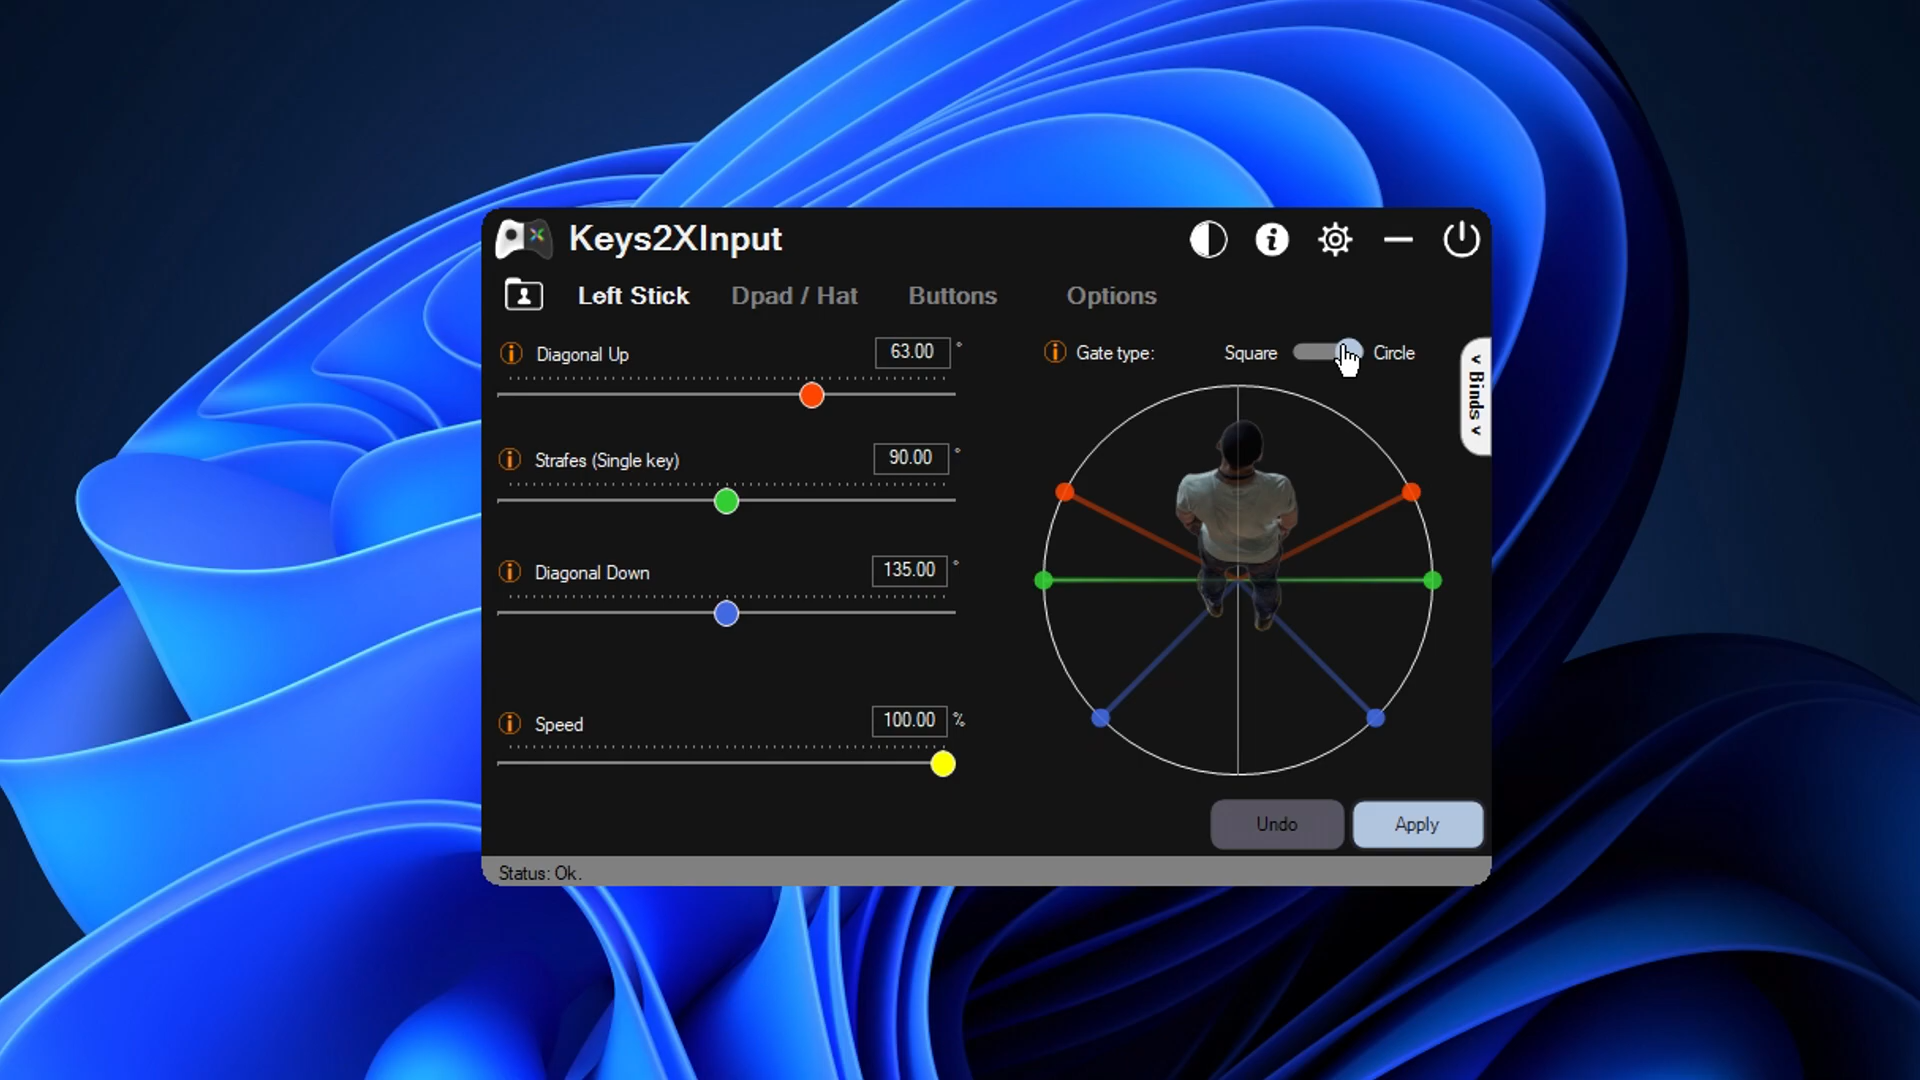 Keys2XInput
Left Stick Dpad / Hat Buttons Options
Diagonal Up 63.00 °
Gate type: Square Circle
< Binds <
Strafes (Single key) 90.00 °
Diagonal Down 135.00 °
Speed 100.00 %
Undo Apply
Status: Ok.